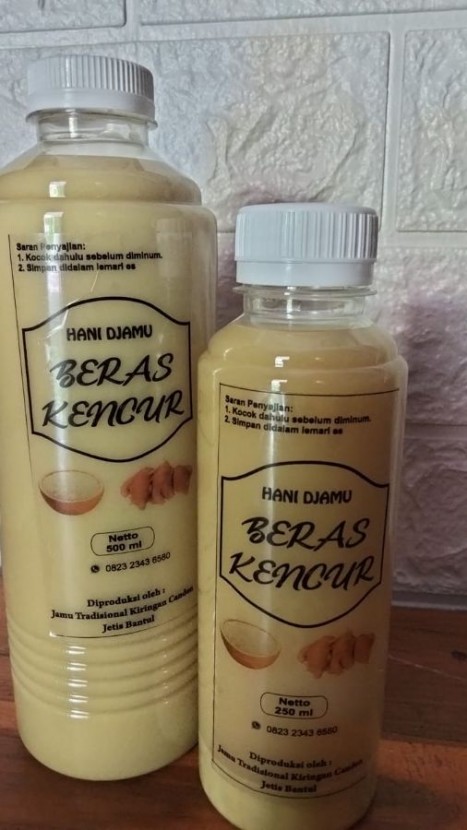 Saran Penyajian:
1. Kocok dahulu sebelum diminum.
2. Simpan didalam lemari es
HANI DJAMU
BERAS
KENCUR
Netto
500 ml
0823 2343 6580
Diproduksi oleh :
Jamu Tradisional Kiringan Canden
Jetis Bantul
Saran Penyajian:
1. Kocok dahulu sebelum diminum.
2. Simpan didalam lemari es
HANI DJAMU
BERAS
KENCUR
Netto
250 ml
0823 2343 6580
Diproduksi oleh :
Jamu Tradisional Kiringan Canden
Jetis Bantul